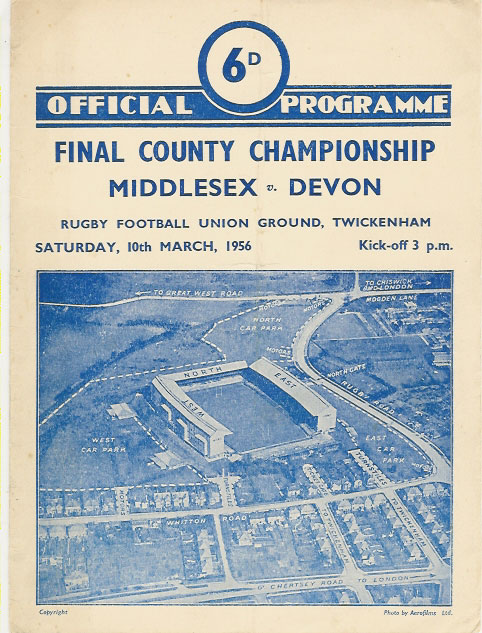 6D
OFFICIAL PROGRAMME
FINAL COUNTY CHAMPIONSHIP
MIDDLESEX v. DEVON
RUGBY FOOTBALL UNION GROUND, TWICKENHAM
SATURDAY, 10th MARCH, 1956 Kick-off 3 p.m.
TO GREAT WEST ROAD
TO CHISWICK
AND LONDON
MOGDEN LANE
NORTH
CAR PARK
MOTORS
NORTH GATE
RUGBY ROAD
NORTH
EAST
WEST
WEST
CAR PARK
EAST
CAR
PARK
WHITTON ROAD
CHERTSEY ROAD TO LONDON
Copyright
Photo by Aerofilms Ltd.